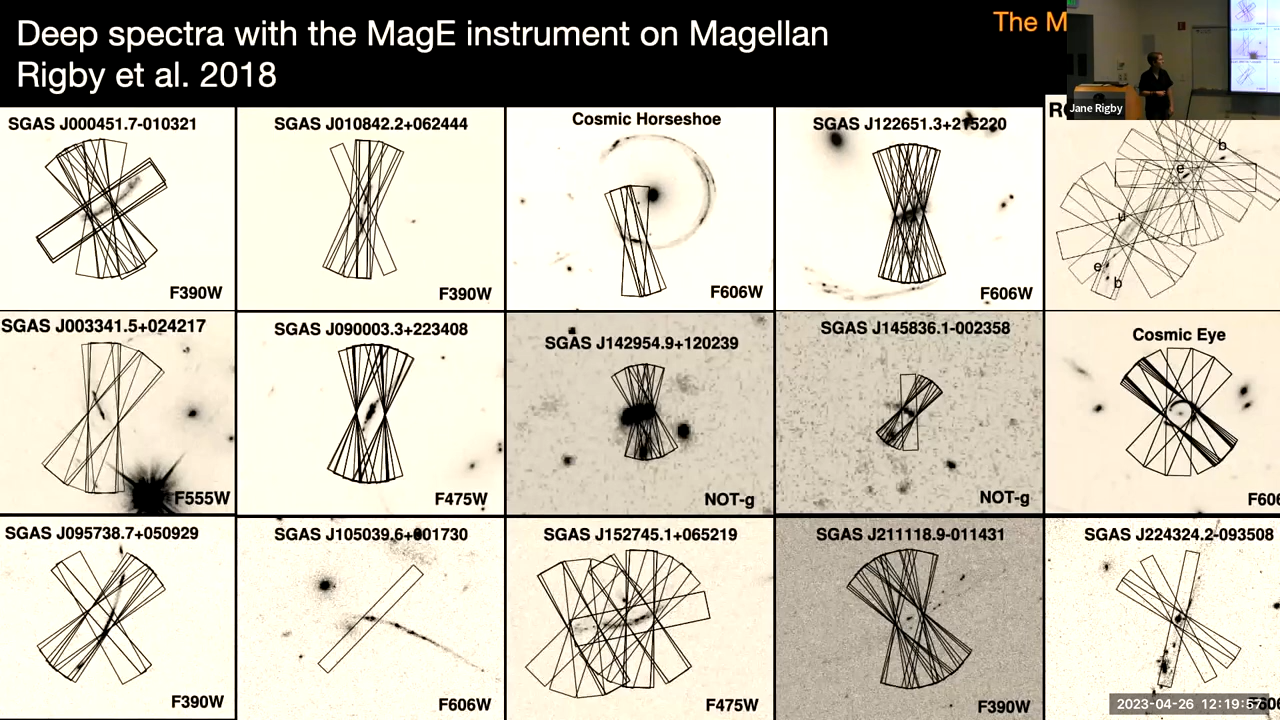 Deep spectra with the MagE instrument on Magellan
Rigby et al. 2018
The M
Jane Rigby
SGAS J000451.7-010321
F390W
SGAS J010842.2+062444
F390W
Cosmic Horseshoe
F606W
SGAS J122651.3+215220
F606W
b
e
u
e
b
SGAS J003341.5+024217
F555W
SGAS J090003.3+223408
F475W
SGAS J142954.9+120239
NOT-g
SGAS J145836.1-002358
NOT-g
Cosmic Eye
F606
SGAS J095738.7+050929
F390W
SGAS J105039.6+001730
F606W
SGAS J152745.1+065219
F475W
SGAS J211118.9-011431
F390W
SGAS J224324.2-093508
2023-04-26 12:19:57